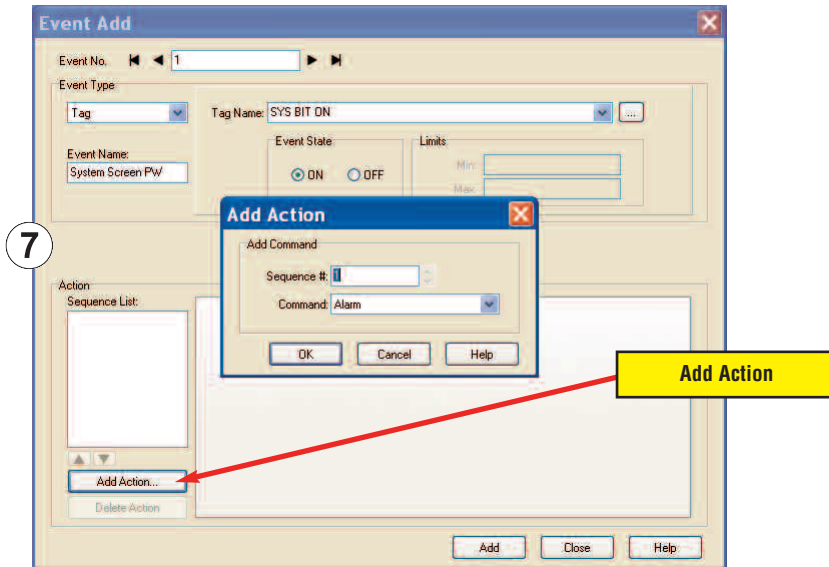 Event Add
Event No. 1
Event Type
Tag
Tag Name: SYS BIT ON
...
Event Name:
System Screen PW
Event State
ON OFF
Limits
Min:
Max:
7
Add Action
Add Command
Sequence #: 1
Command: Alarm
OK Cancel Help
Action
Sequence List:
Add Action
Add Action...
Delete Action
Add Close Help